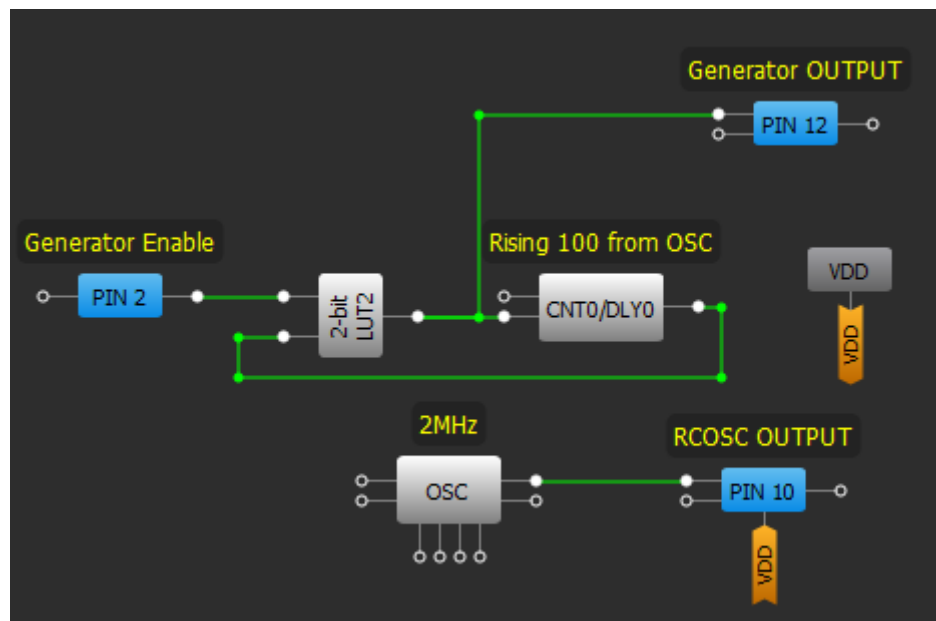 Generator OUTPUT
PIN 12
Generator Enable
Rising 100 from OSC
VDD
PIN 2
2-bit
LUT2
CNT0/DLY0
VDD
2MHz
RCOSC OUTPUT
OSC
PIN 10
VDD